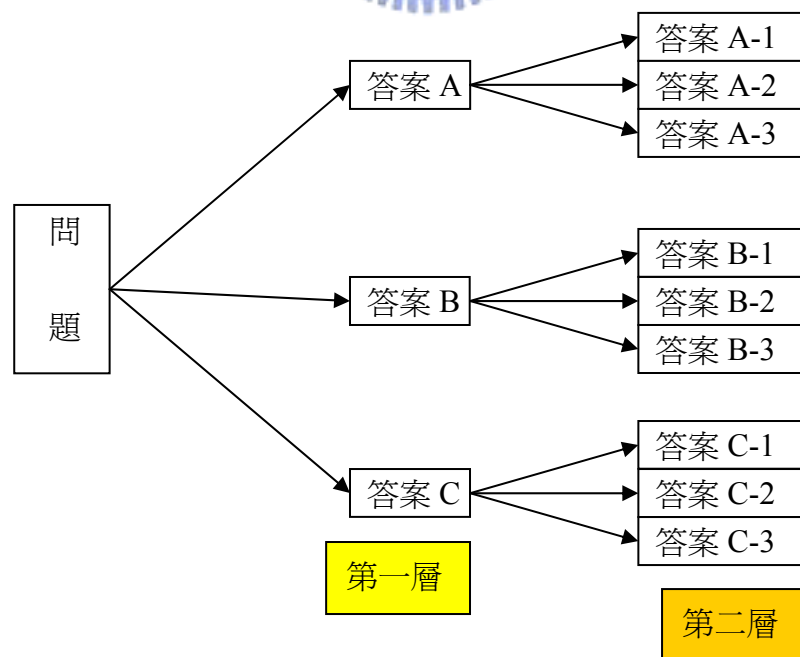 答案 A-1
答案 A
答案 A-2
答案 A-3
問
題
答案 B-1
答案 B
答案 B-2
答案 B-3
答案 C-1
答案 C
答案 C-2
答案 C-3
第一層
第二層